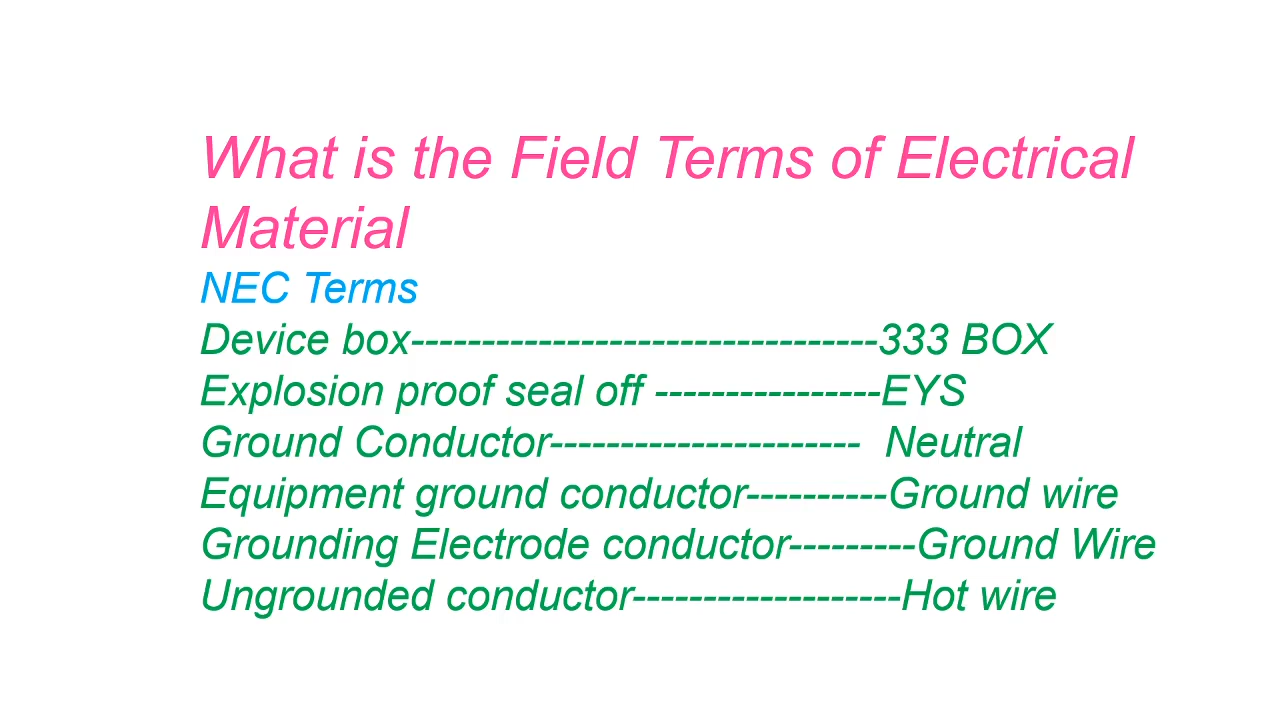 What is the Field Terms of Electrical
Material
NEC Terms
Device box---------------------------------333 BOX
Explosion proof seal off ----------------EYS
Ground Conductor---------------------- Neutral
Equipment ground conductor----------Ground wire
Grounding Electrode conductor---------Ground Wire
Ungrounded conductor-------------------Hot wire